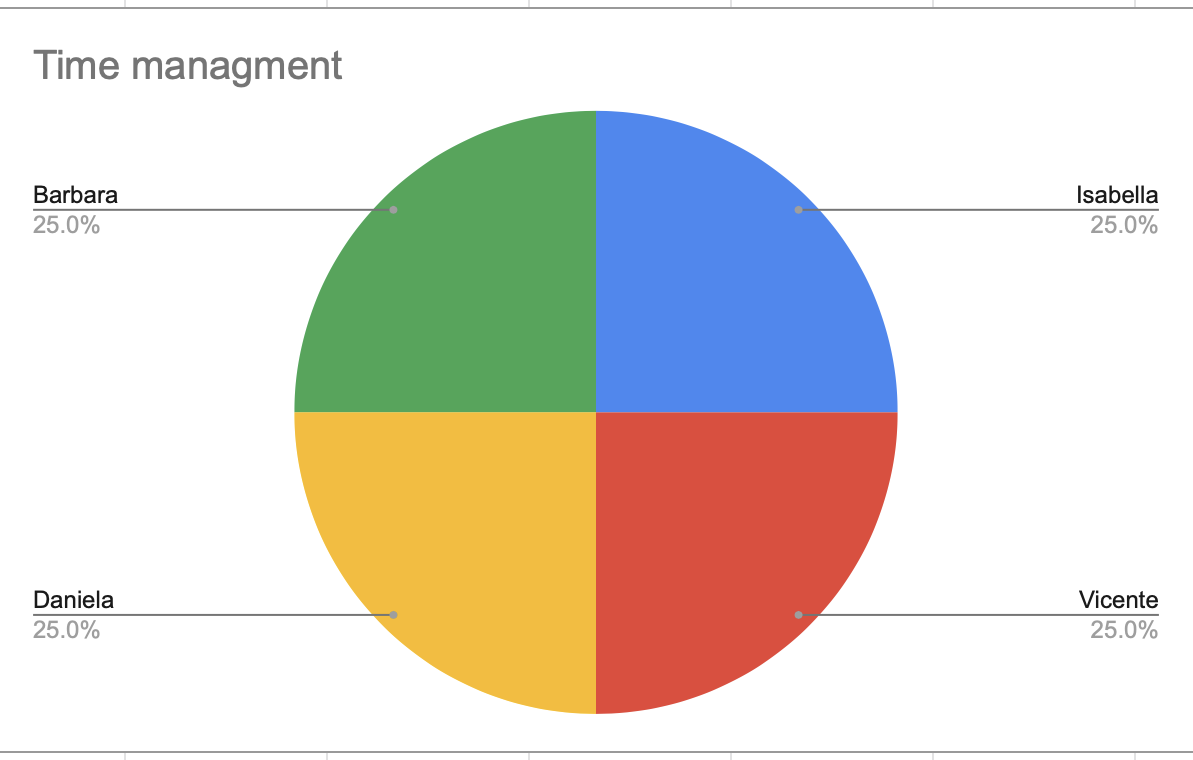 Time managment
Barbara
25.0%
Isabella
25.0%
Daniela
25.0%
Vicente
25.0%